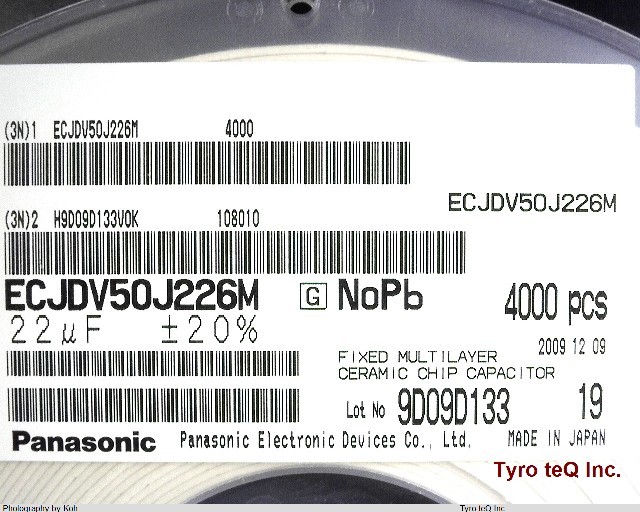 (3N)1 ECJDV50J226M 4000
ECJDV50J226M
(3N)2 H9D09D133V0K 108010
ECJDV50J226M G NoPb 4000 pcs
22μF ±20%
2009 12 09
FIXED MULTILAYER
CERAMIC CHIP CAPACITOR
Lot No 9D09D133 19
Panasonic Panasonic Electronic Devices Co., Ltd. MADE IN JAPAN
Tyro teQ Inc.
Photography by Koh Tyro teQ Inc